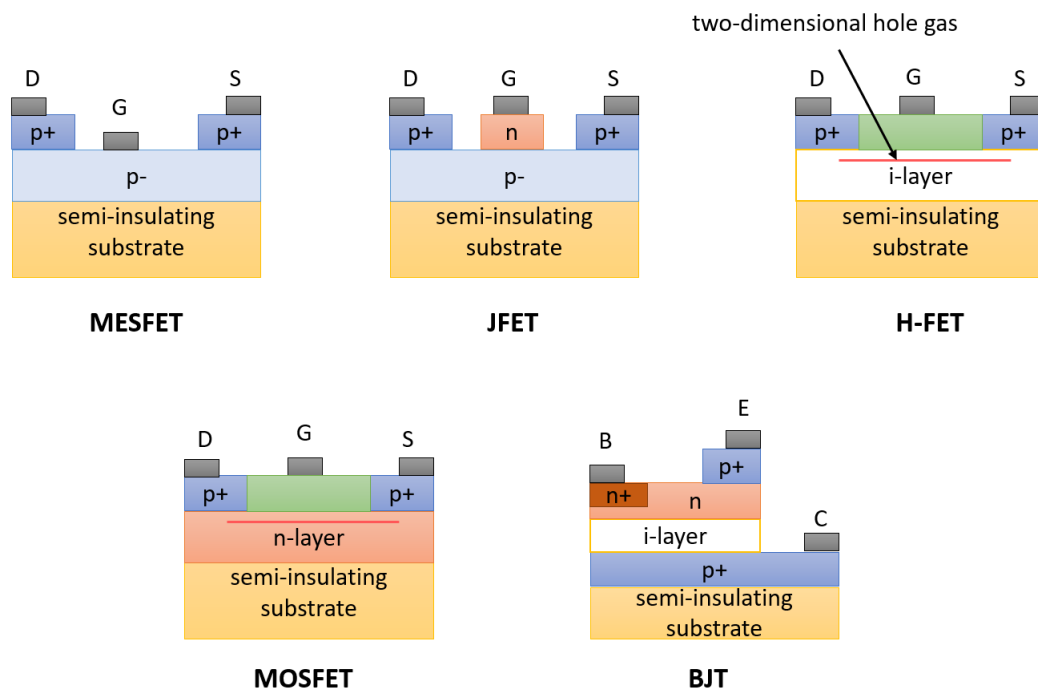 two-dimensional hole gas
D
G
S
p+
p+
p-
semi-insulating
substrate
MESFET
D
G
S
p+
n
p+
p-
semi-insulating
substrate
JFET
D
G
S
p+
p+
i-layer
semi-insulating
substrate
H-FET
D
G
S
p+
p+
n-layer
semi-insulating
substrate
MOSFET
E
B
p+
n+
n
i-layer
C
p+
semi-insulating
substrate
BJT